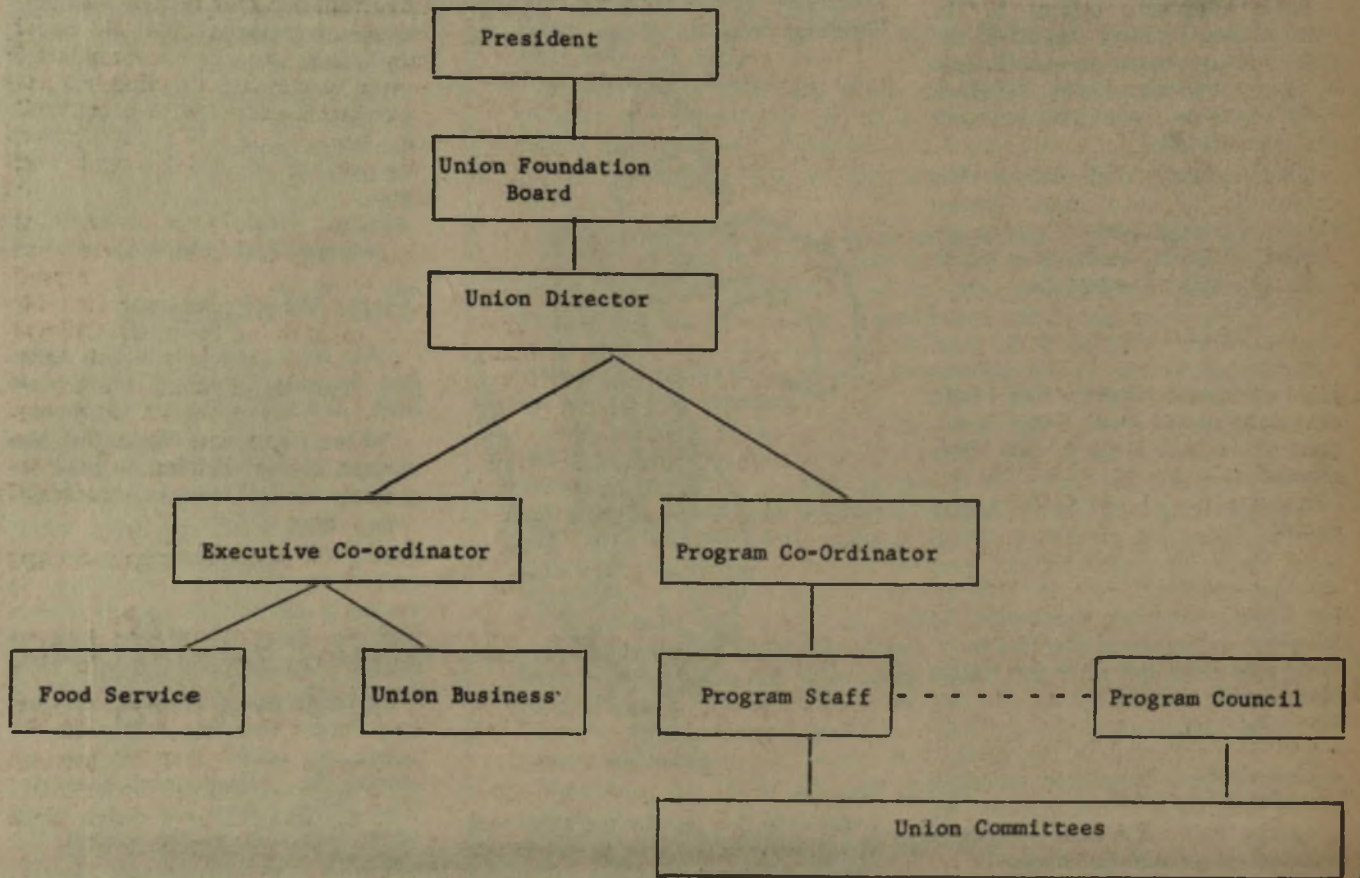 President
Union Foundation
Board
Union Director
Executive Co-ordinator
Program Co-Ordinator
Food Service
Union Business
Program Staff
Program Council
Union Committees